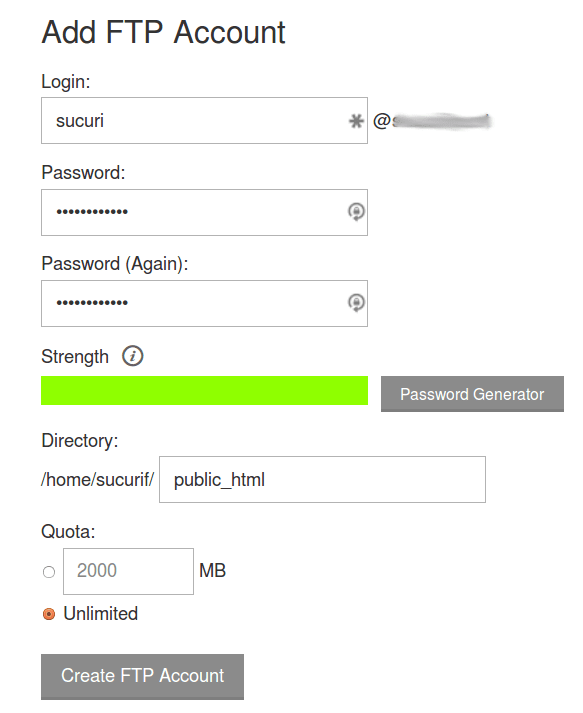 Add FTP Account
Login:
sucuri @
Password:
••••••••••••
Password (Again):
••••••••••••
Strength i
Password Generator
Directory:
/home/sucurif/ public_html
Quota:
2000 MB
Unlimited
Create FTP Account